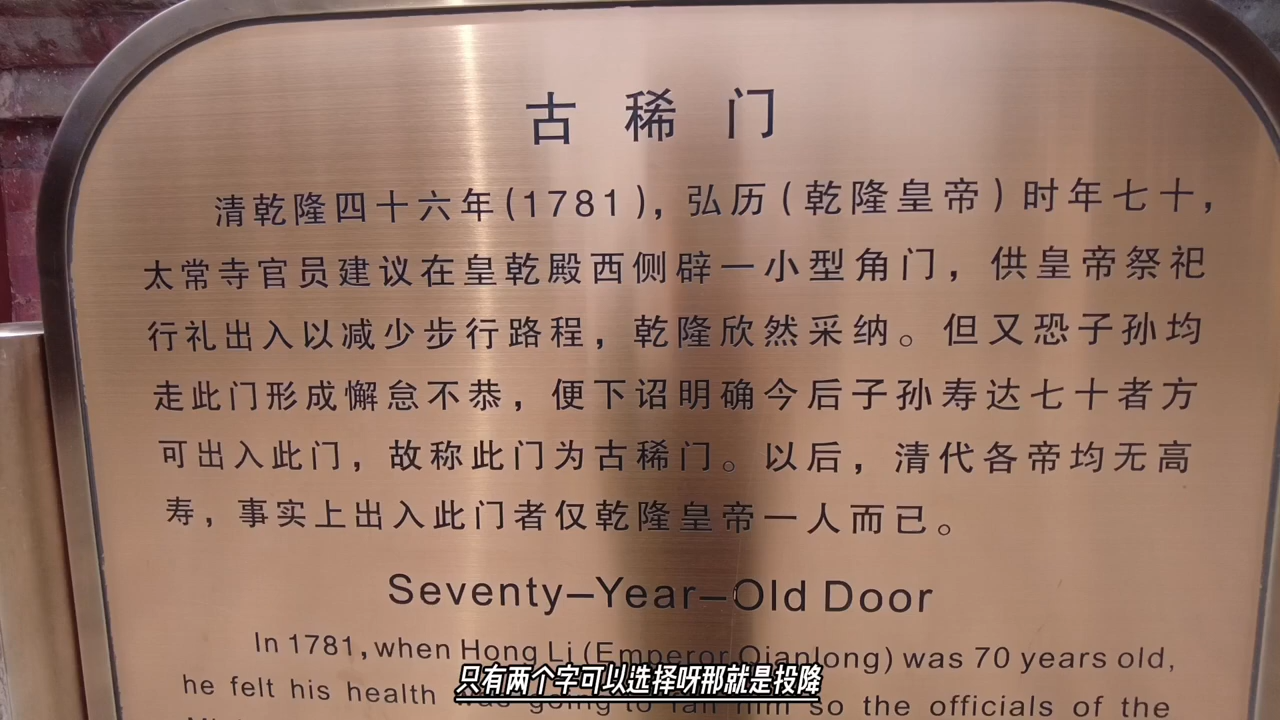 古稀门
清乾隆四十六年(1781),弘历(乾隆皇帝)时年七十,
太常寺官员建议在皇乾殿西侧辟一小型角门,供皇帝祭祀
行礼出入以减少步行路程,乾隆欣然采纳。但又恐子孙均
走此门形成懈怠不恭,便下诏明确今后子孙寿达七十者方
可出入此门,故称此门为古稀门。以后,清代各帝均无高
寿,事实上出入此门者仅乾隆皇帝一人而已。
Seventy—Year—Old Door
In 1781, when Hong Li (Emperor Qianlong) was 70 years old,
he felt his health was going to fail him so the officials of the
只有两个字可以选择呀那就是投降